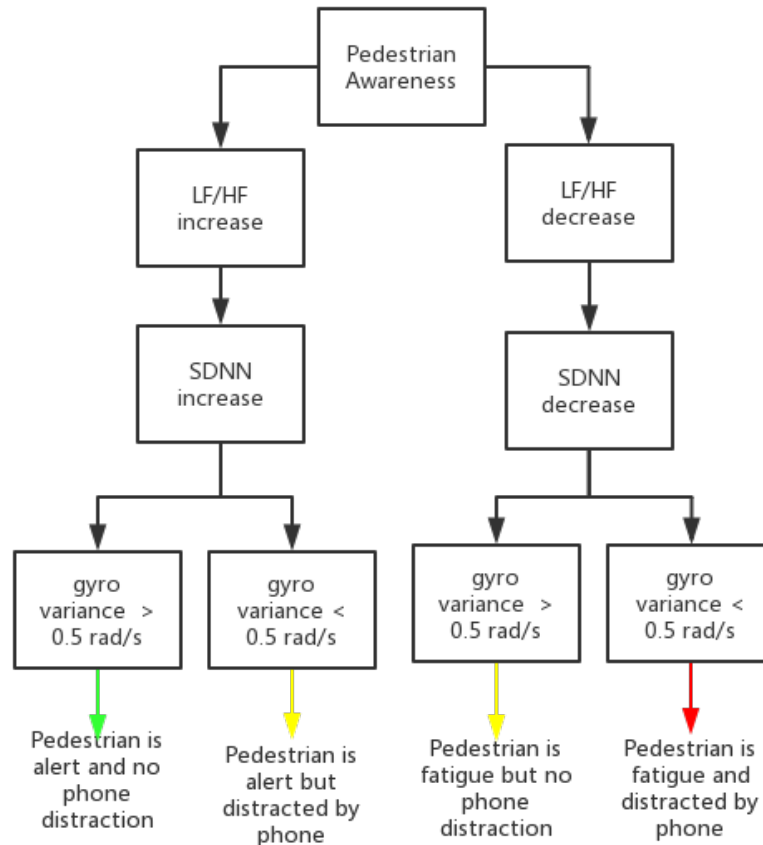 Pedestrian
Awareness
LF/HF
increase
LF/HF
decrease
SDNN
increase
SDNN
decrease
gyro
variance >
0.5 rad/s
gyro
variance <
0.5 rad/s
gyro
variance >
0.5 rad/s
gyro
variance <
0.5 rad/s
Pedestrian is
alert and no
phone
distraction
Pedestrian is
alert but
distracted by
phone
Pedestrian is
fatigue but no
phone
distraction
Pedestrian is
fatigue and
distracted by
phone